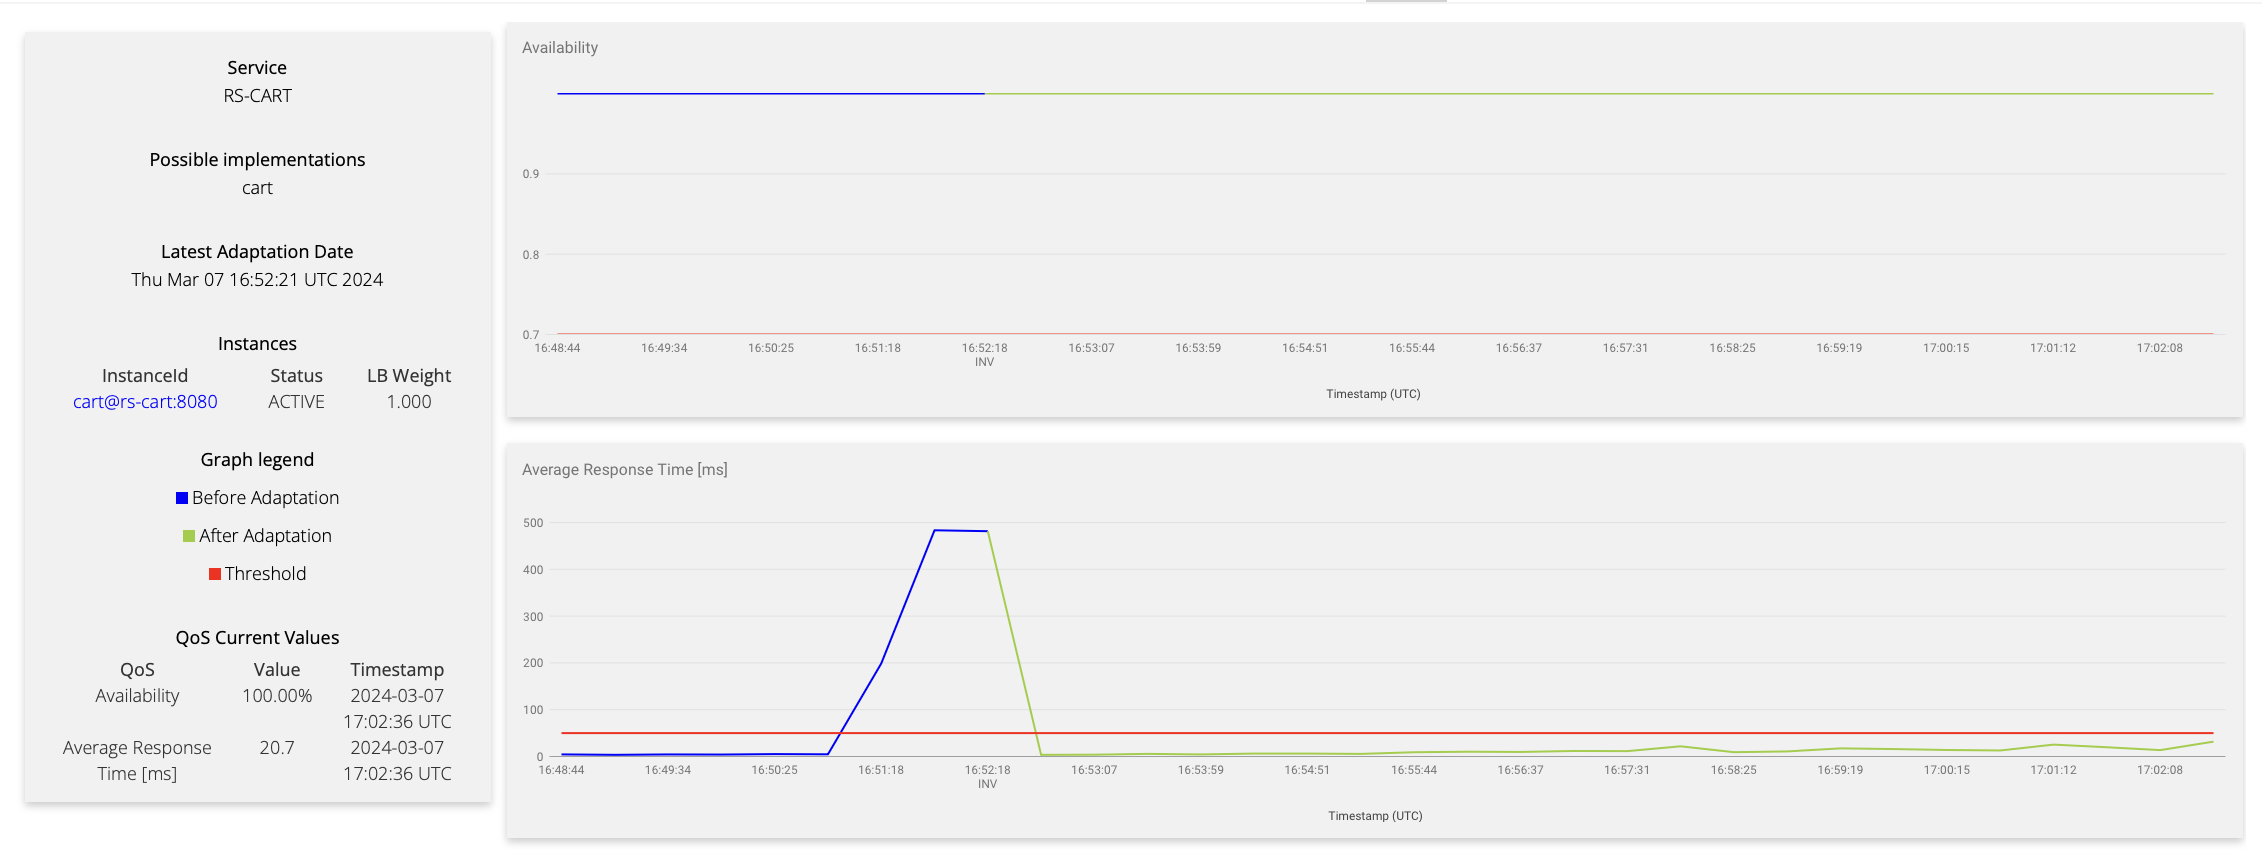 Service
RS-CART
Possible implementations
cart
Latest Adaptation Date
Thu Mar 07 16:52:21 UTC 2024
Instances
InstanceId Status LB Weight
cart@rs-cart:8080 ACTIVE 1.000
Graph legend
Before Adaptation
After Adaptation
Threshold
QoS Current Values
QoS Value Timestamp
Availability 100.00% 2024-03-07
17:02:36 UTC
Average Response 20.7 2024-03-07
Time [ms] 17:02:36 UTC
Availability
0.9
0.8
0.7
16:48:44 16:49:34 16:50:25 16:51:18 16:52:18 16:53:07 16:53:59 16:54:51 16:55:44 16:56:37 16:57:31 16:58:25 16:59:19 17:00:15 17:01:12 17:02:08
INV
Timestamp (UTC)
Average Response Time [ms]
500
400
300
200
100
0
16:48:44 16:49:34 16:50:25 16:51:18 16:52:18 16:53:07 16:53:59 16:54:51 16:55:44 16:56:37 16:57:31 16:58:25 16:59:19 17:00:15 17:01:12 17:02:08
INV
Timestamp (UTC)